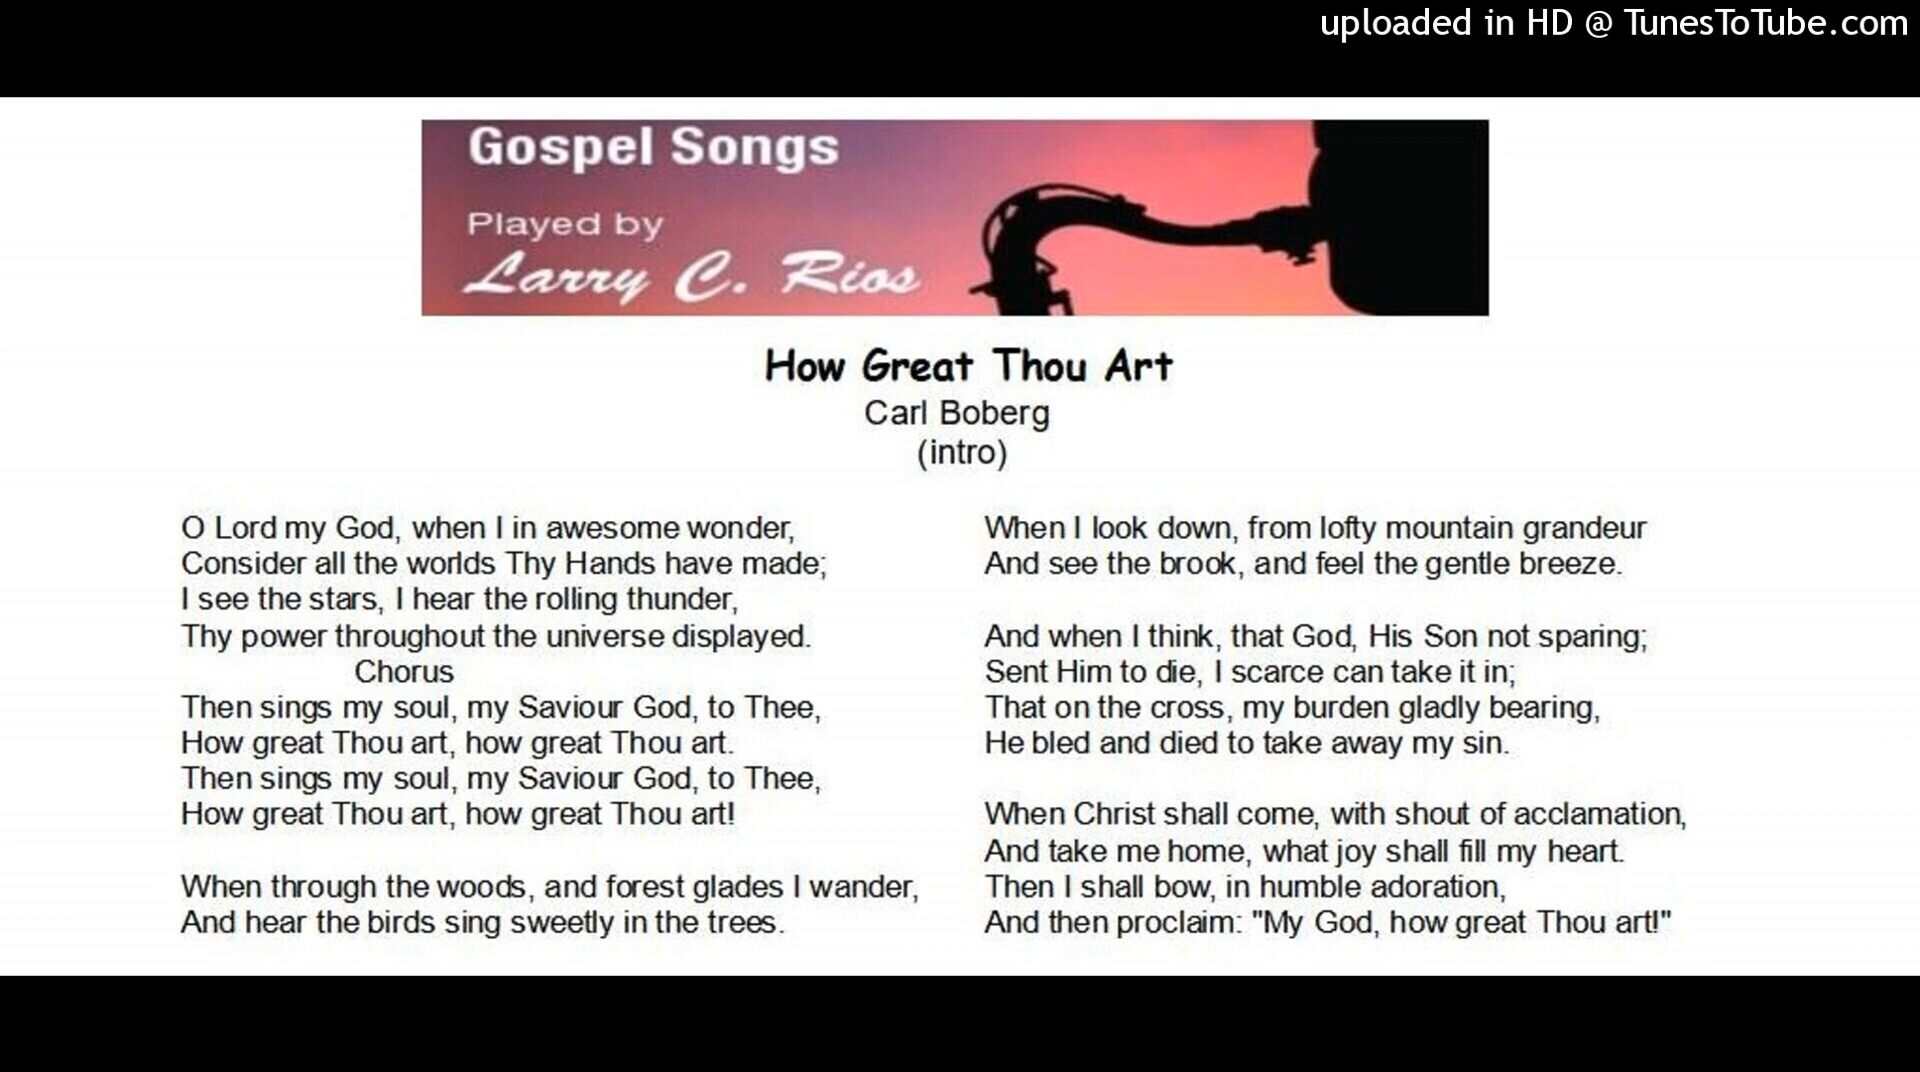 uploaded in HD @ TunesToTube.com
Gospel Songs
Played by
Larry C. Rios
How Great Thou Art
Carl Boberg
(intro)
O Lord my God, when I in awesome wonder,
Consider all the worlds Thy Hands have made;
I see the stars, I hear the rolling thunder,
Thy power throughout the universe displayed.
Chorus
Then sings my soul, my Saviour God, to Thee,
How great Thou art, how great Thou art.
Then sings my soul, my Saviour God, to Thee,
How great Thou art, how great Thou art!
When through the woods, and forest glades I wander,
And hear the birds sing sweetly in the trees.
When I look down, from lofty mountain grandeur
And see the brook, and feel the gentle breeze.
And when I think, that God, His Son not sparing;
Sent Him to die, I scarce can take it in;
That on the cross, my burden gladly bearing,
He bled and died to take away my sin.
When Christ shall come, with shout of acclamation,
And take me home, what joy shall fill my heart.
Then I shall bow, in humble adoration,
And then proclaim: "My God, how great Thou art!"